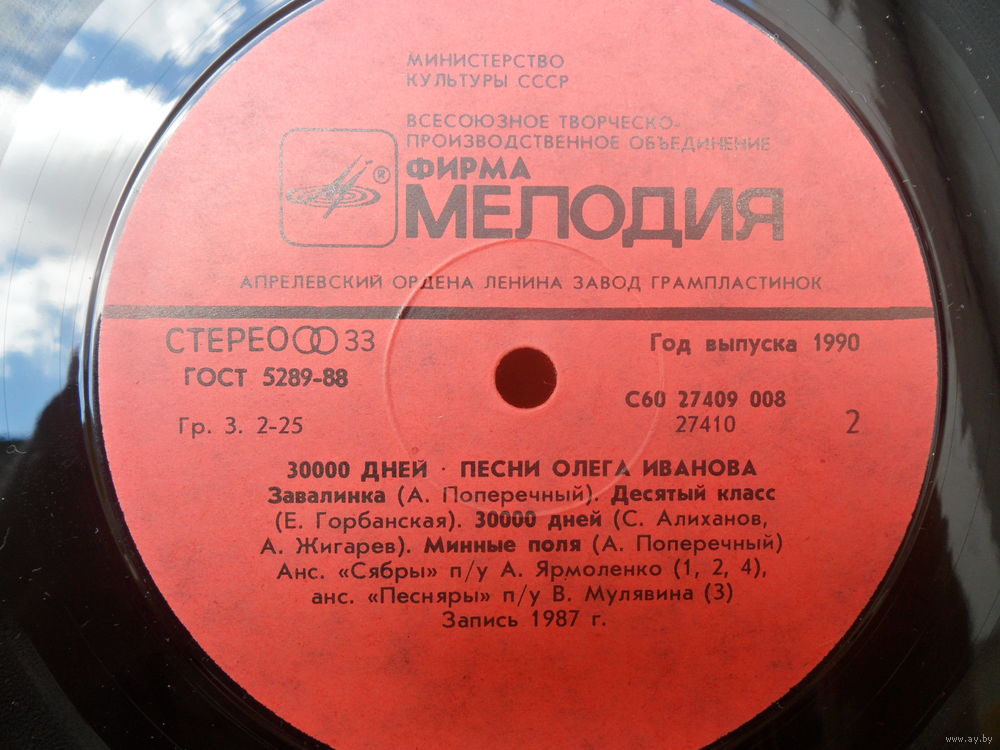 МИНИСТЕРСТВО
КУЛЬТУРЫ СССР
ВСЕСОЮЗНОЕ ТВОРЧЕСКО-
ПРОИЗВОДСТВЕННОЕ ОБЪЕДИНЕНИЕ
ФИРМА
®
МЕЛОДИЯ
АПРЕЛЕВСКИЙ ОРДЕНА ЛЕНИНА ЗАВОД ГРАМПЛАСТИНОК
СТЕРЕО 33
Год выпуска 1990
ГОСТ 5289-88
С60 27409 008
Гр. 3. 2-25
27410
2
30000 ДНЕЙ · ПЕСНИ ОЛЕГА ИВАНОВА
Завалинка (А. Поперечный). Десятый класс
(Е. Горбанская). 30000 дней (С. Алиханов,
А. Жигарев). Минные поля (А. Поперечный)
Анс. «Сябры» п/у А. Ярмоленко (1, 2, 4),
анс. «Песняры» п/у В. Мулявина (3)
Запись 1987 г.
www.ay.by